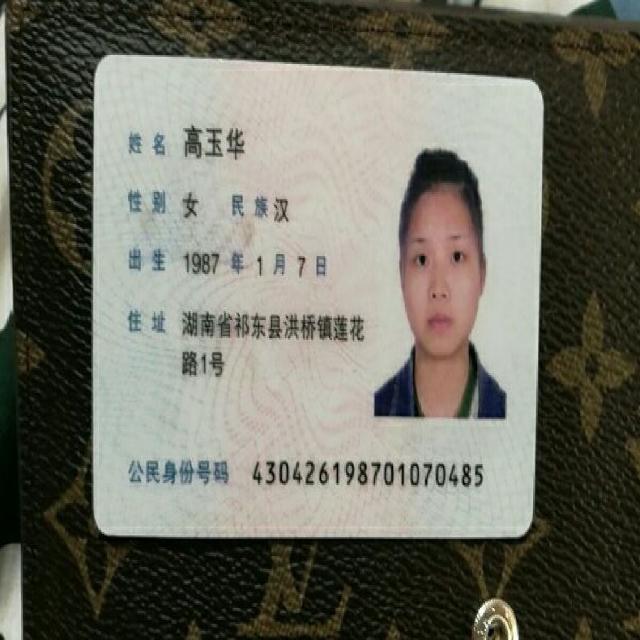 姓名 高玉华
性别 女 民族 汉
出生 1987 年 1 月 7 日
住址 湖南省祁东县洪桥镇莲花
路1号
公民身份号码 430426198701070485